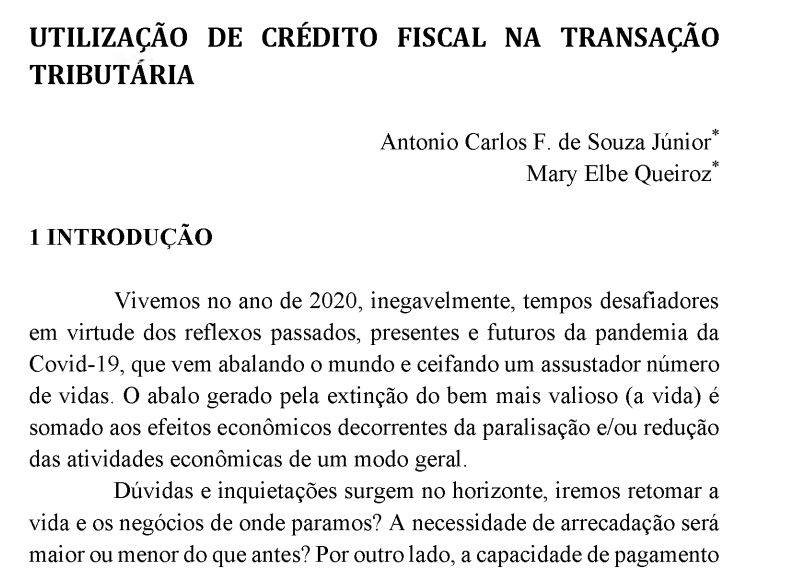 UTILIZAÇÃO DE CRÉDITO FISCAL NA TRANSAÇÃO
TRIBUTÁRIA
Antonio Carlos F. de Souza Júnior*
Mary Elbe Queiroz*
1 INTRODUÇÃO
Vivemos no ano de 2020, inegavelmente, tempos desafiadores
em virtude dos reflexos passados, presentes e futuros da pandemia da
Covid-19, que vem abalando o mundo e ceifando um assustador número
de vidas. O abalo gerado pela extinção do bem mais valioso (a vida) é
somado aos efeitos econômicos decorrentes da paralisação e/ou redução
das atividades econômicas de um modo geral.
Dúvidas e inquietações surgem no horizonte, iremos retomar a
vida e os negócios de onde paramos? A necessidade de arrecadação será
maior ou menor do que antes? Por outro lado, a capacidade de pagamento